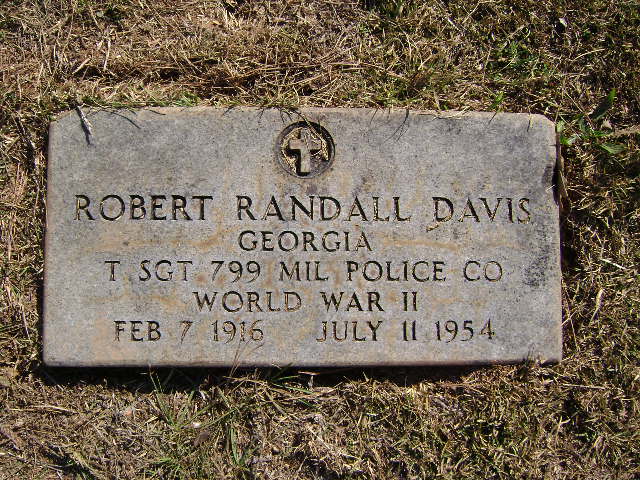 ROBERT RANDALL DAVIS
GEORGIA
T SGT 799 MIL POLICE CO
WORLD WAR II
FEB 7 1916 JULY 11 1954